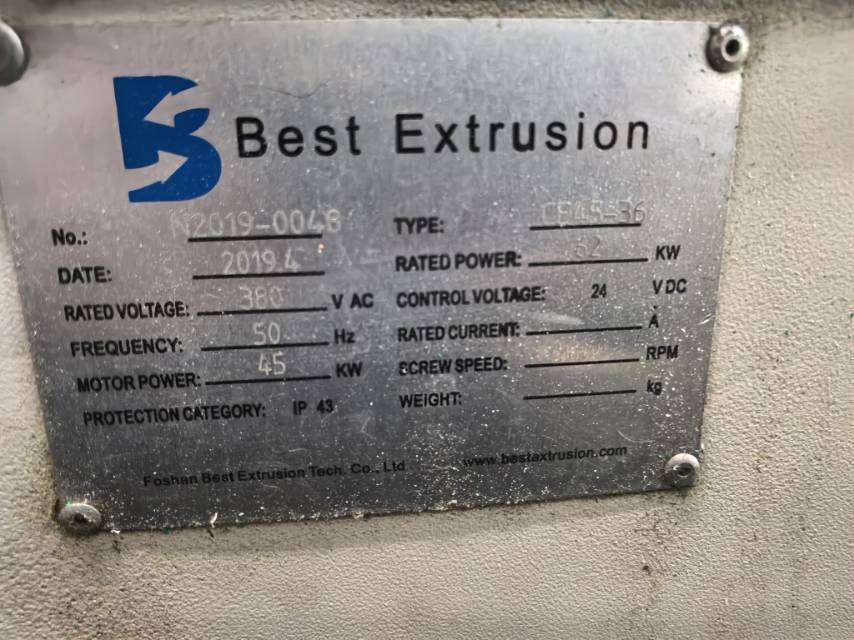 Best Extrusion
No.: N2019-0048 TYPE: CE45-36
DATE: 2019.4 RATED POWER: 62 KW
RATED VOLTAGE: 380 V AC CONTROL VOLTAGE: 24 V DC
FREQUENCY: 50 Hz RATED CURRENT: A
MOTOR POWER: 45 KW SCREW SPEED: RPM
PROTECTION CATEGORY: IP 43 WEIGHT: kg
Foshan Best Extrusion Tech. Co., Ltd www.bestextrusion.com